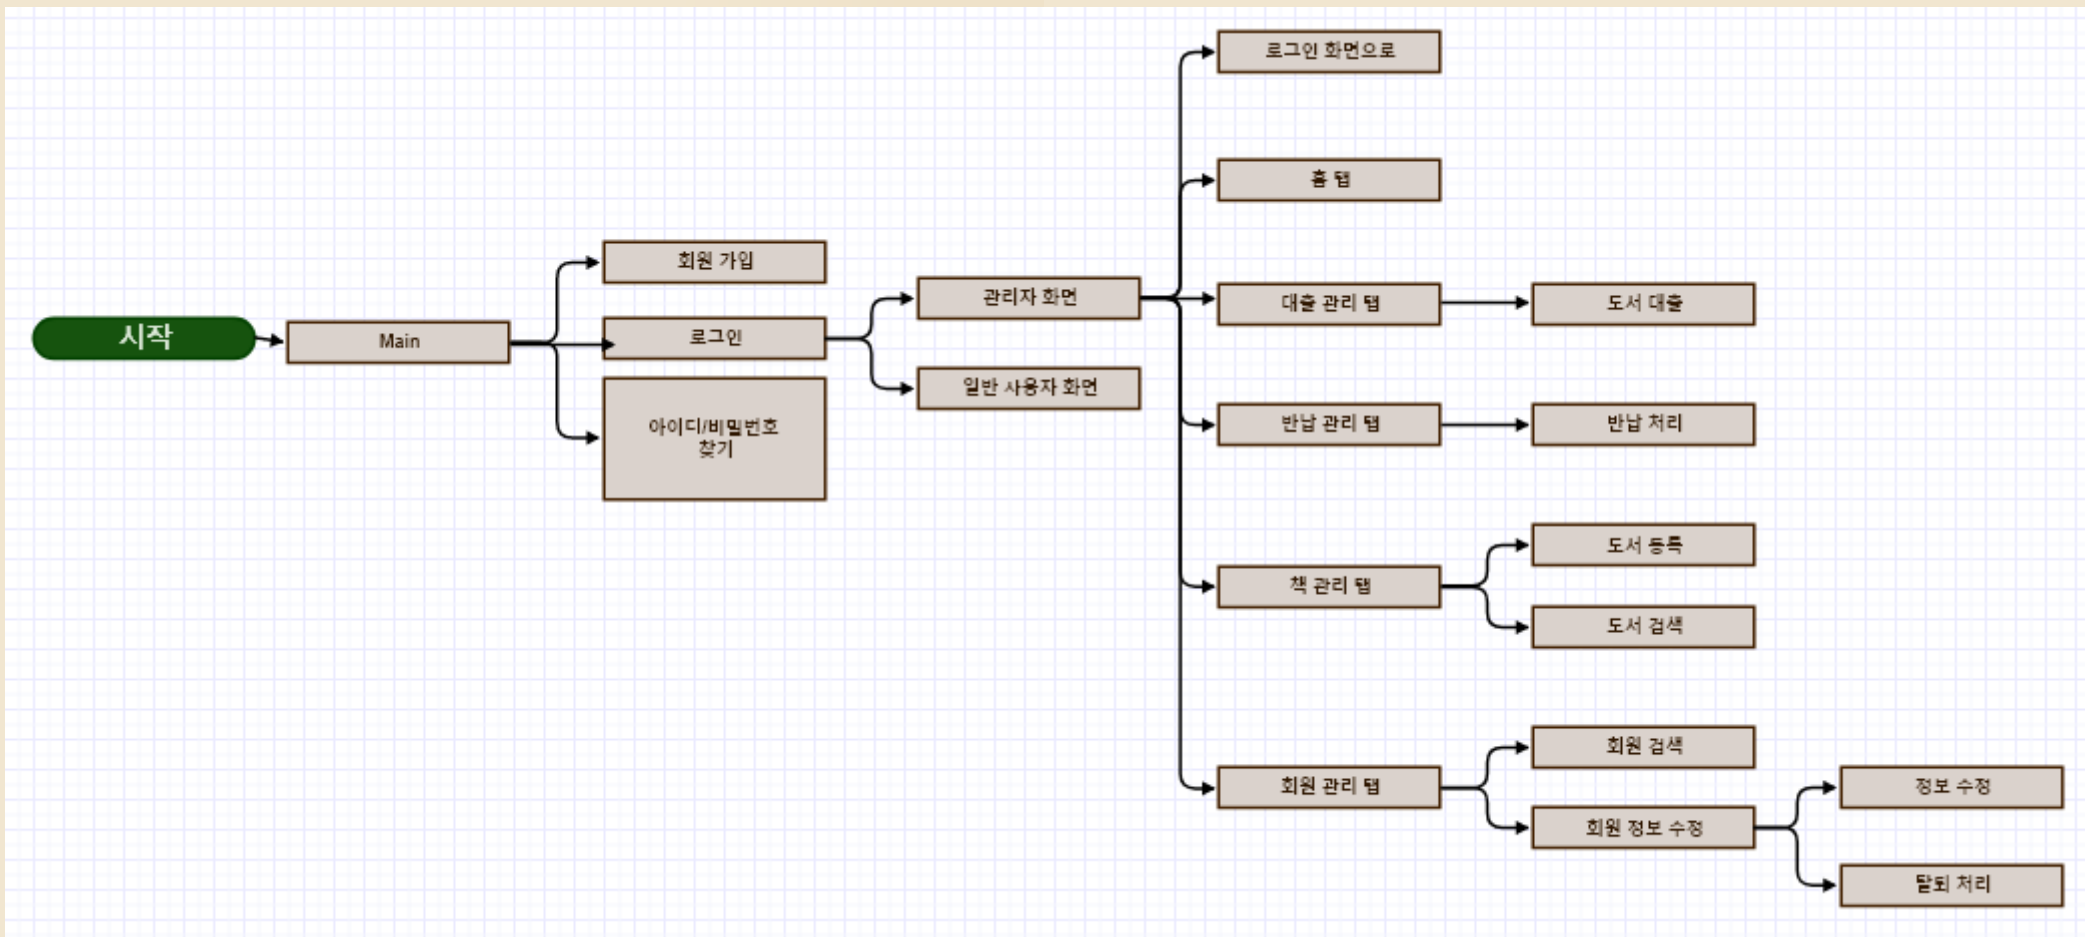 시작
Main
회원 가입
로그인
아이디/비밀번호
찾기
관리자 화면
일반 사용자 화면
로그인 화면으로
홈 탭
대출 관리 탭
도서 대출
반납 관리 탭
반납 처리
책 관리 탭
도서 등록
도서 검색
회원 관리 탭
회원 검색
회원 정보 수정
정보 수정
탈퇴 처리